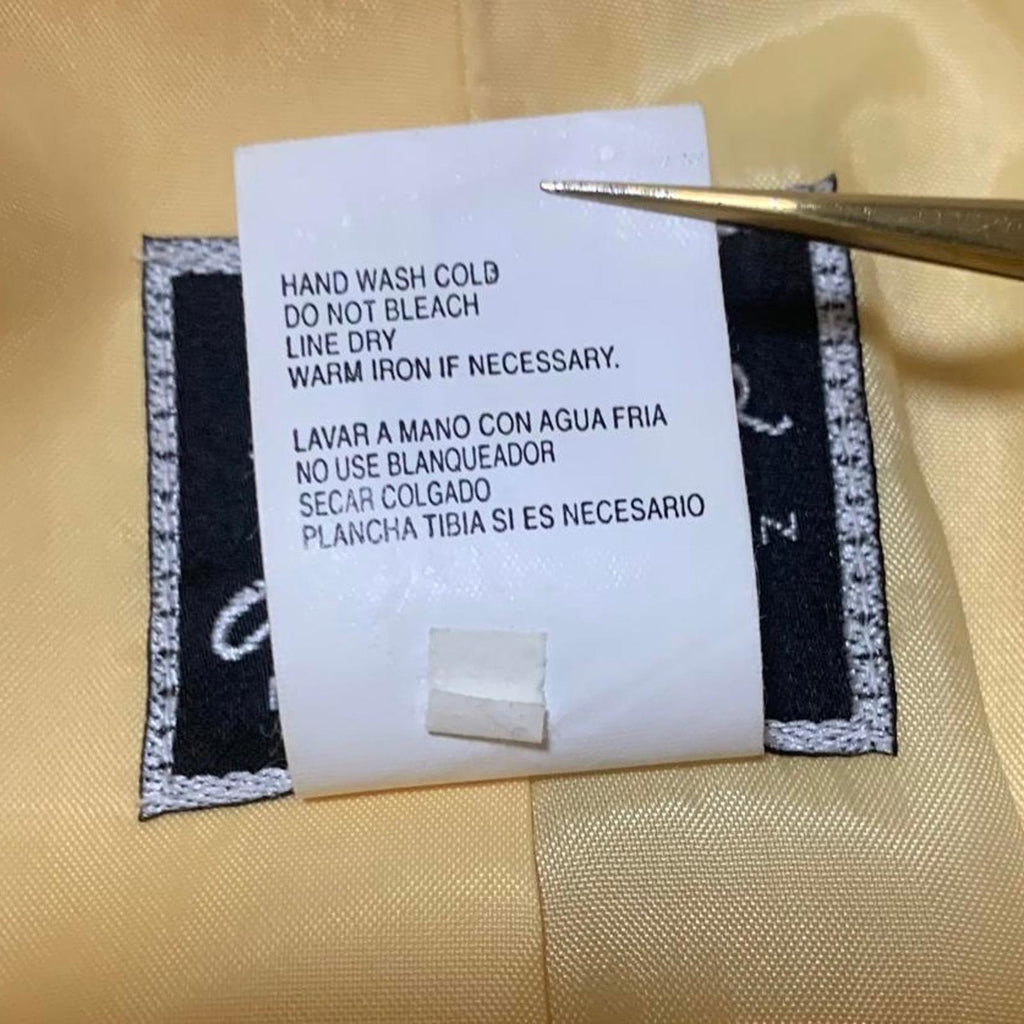 HAND WASH COLD
DO NOT BLEACH
LINE DRY
WARM IRON IF NECESSARY.
LAVAR A MANO CON AGUA FRIA
NO USE BLANQUEADOR
SECAR COLGADO
PLANCHA TIBIA SI ES NECESARIO